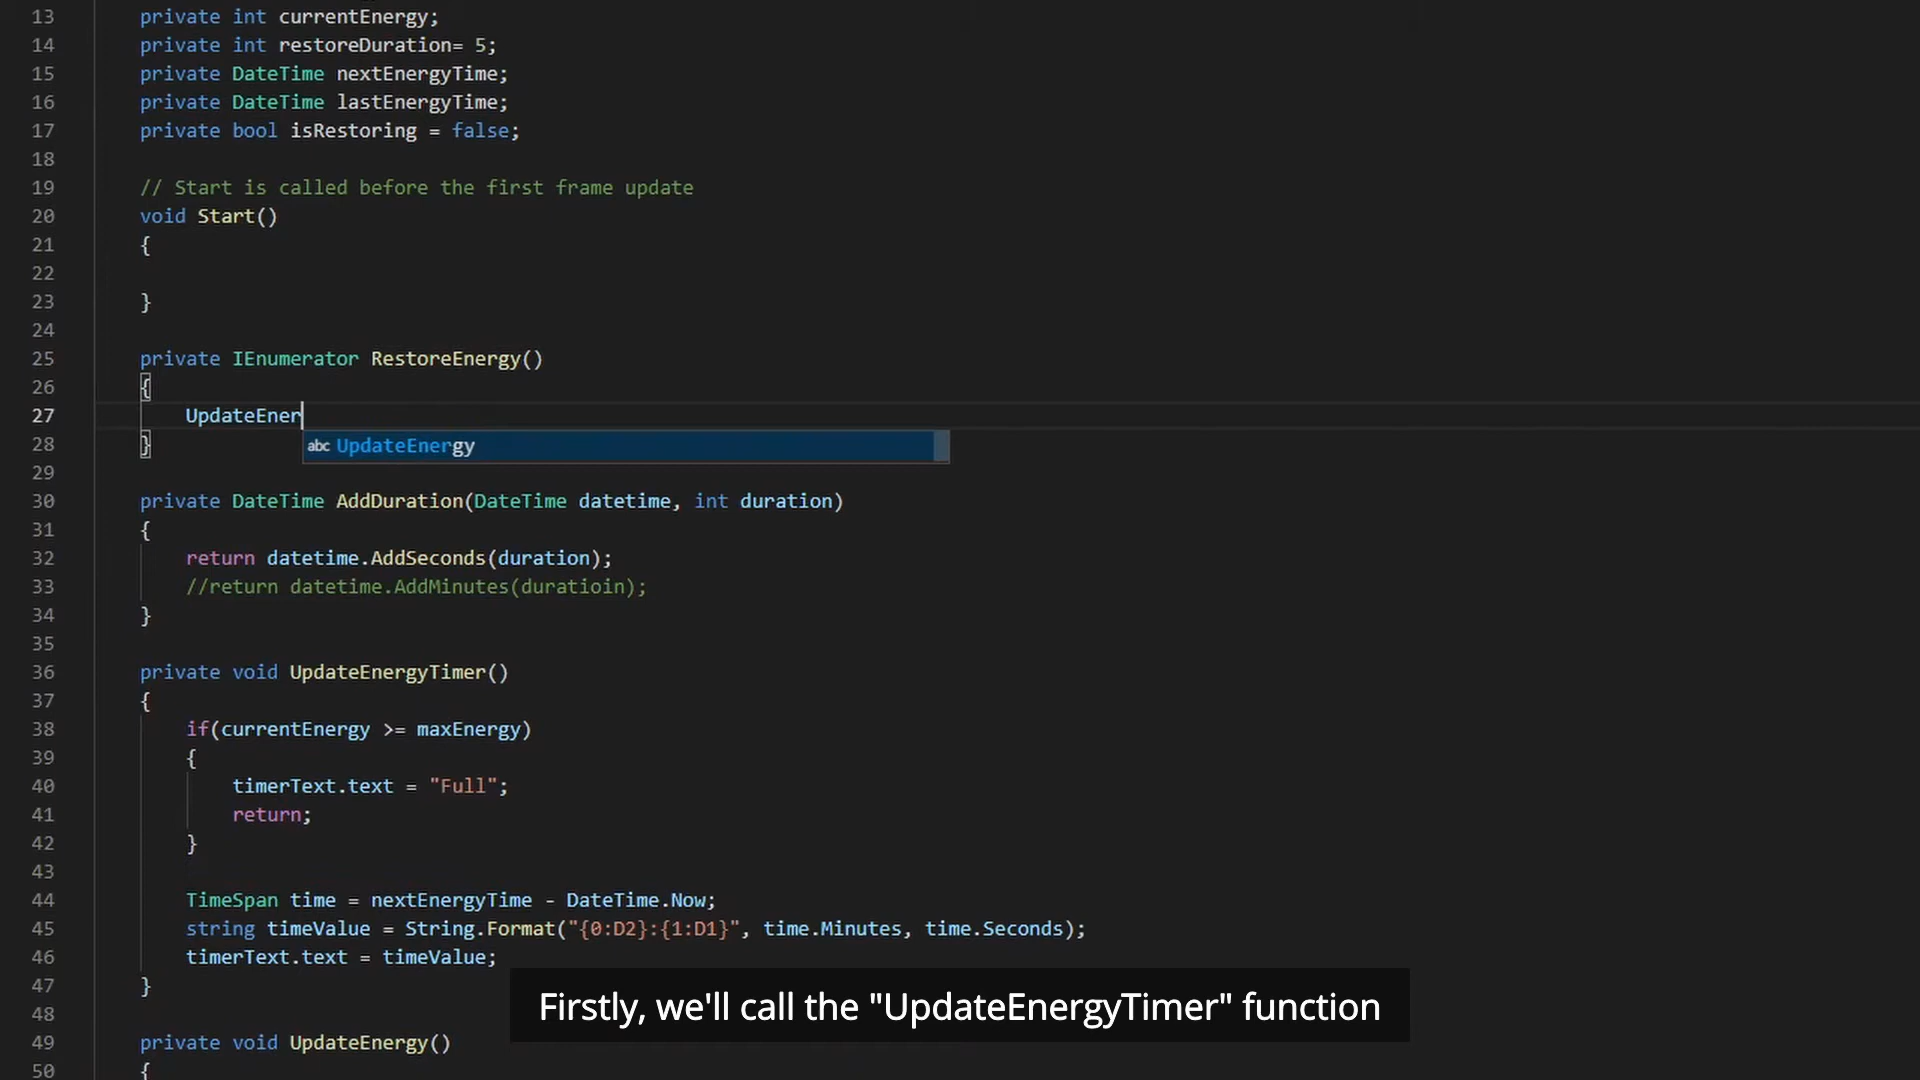 13 private int currentEnergy;
14 private int restoreDuration= 5;
15 private DateTime nextEnergyTime;
16 private DateTime lastEnergyTime;
17 private bool isRestoring = false;
18
19 // Start is called before the first frame update
20 void Start()
21 {
22
23 }
24
25 private IEnumerator RestoreEnergy()
26 {
27 UpdateEner
28 }
abc UpdateEnergy
29
30 private DateTime AddDuration(DateTime datetime, int duration)
31 {
32 return datetime.AddSeconds(duration);
33 //return datetime.AddMinutes(duratioin);
34 }
35
36 private void UpdateEnergyTimer()
37 {
38 if(currentEnergy >= maxEnergy)
39 {
40 timerText.text = "Full";
41 return;
42 }
43
44 TimeSpan time = nextEnergyTime - DateTime.Now;
45 string timeValue = String.Format("{0:D2}:{1:D1}", time.Minutes, time.Seconds);
46 timerText.text = timeValue;
47 }
Firstly, we'll call the "UpdateEnergyTimer" function
48
49 private void UpdateEnergy()
50 {